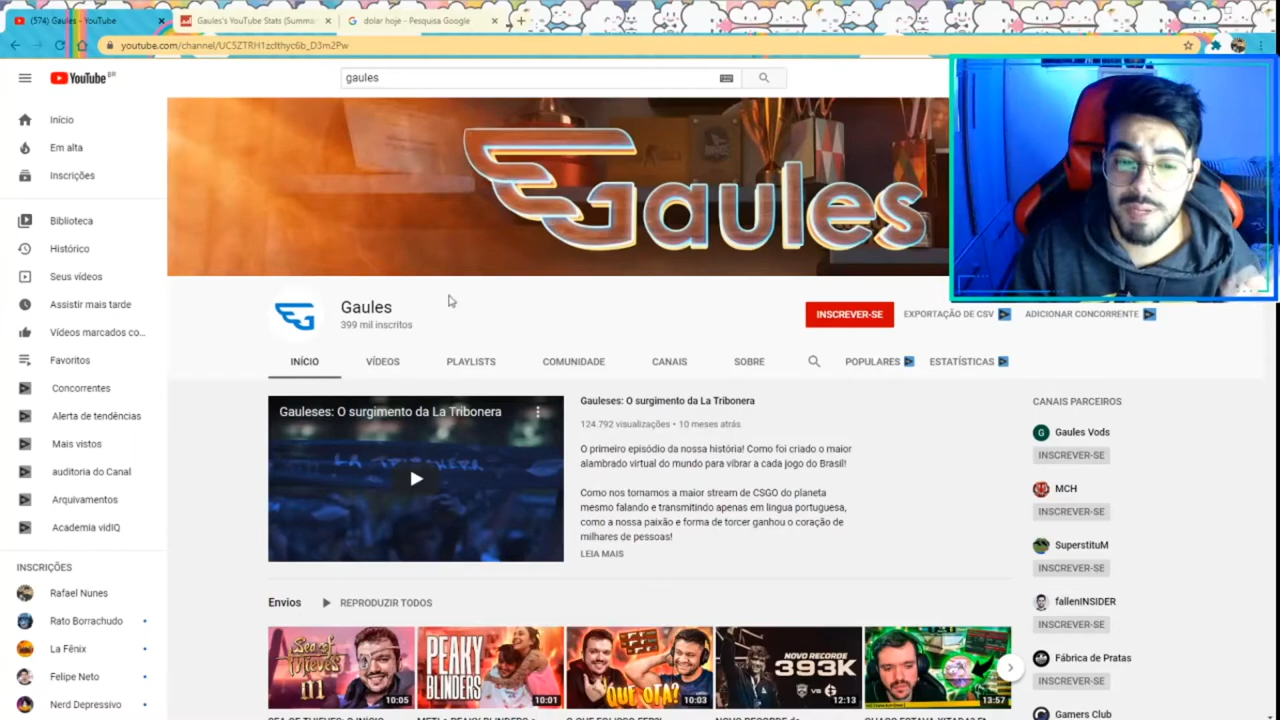 (574) Gaules - YouTube
Gaules's YouTube Stats (Summa
dolar hoje - Pesquisa Google
youtube.com/channel/UC5ZTRH1zclthyc6b_D3m2Pw
YouTube BR
gaules
Gaules
Início
Em alta
Inscrições
Biblioteca
Histórico
Seus vídeos
Assistir mais tarde
Vídeos marcados co...
Favoritos
Concorrentes
Alerta de tendências
Mais vistos
auditoria do Canal
Arquivamentos
Academia vidIQ
INSCRIÇÕES
Rafael Nunes
Rato Borrachudo
La Fênix
Felipe Neto
Nerd Depressivo
Gaules
399 mil inscritos
INSCREVER-SE
EXPORTAÇÃO DE CSV
ADICIONAR CONCORRENTE
INÍCIO
VÍDEOS
PLAYLISTS
COMUNIDADE
CANAIS
SOBRE
POPULARES
ESTATÍSTICAS
Gauleses: O surgimento da La Tribonera
LA TRIBONERA
Gauleses: O surgimento da La Tribonera
124.792 visualizações • 10 meses atrás
O primeiro episódio da nossa história! Como foi criado o maior
alambrado virtual do mundo para vibrar a cada jogo do Brasil!
Como nos tornamos a maior stream de CSGO do planeta
mesmo falando e transmitindo apenas em língua portuguesa,
como a nossa paixão e forma de torcer ganhou o coração de
milhares de pessoas!
LEIA MAIS
CANAIS PARCEIROS
G
Gaules Vods
INSCREVER-SE
MCH
INSCREVER-SE
SuperstituM
INSCREVER-SE
fallenINSIDER
INSCREVER-SE
Fábrica de Pratas
INSCREVER-SE
Gamers Club
Envios
REPRODUZIR TODOS
Sea of Thieves III
10:05
PEAKY BLINDERS
10:01
QUE QTA?
10:03
NOVO RECORDE
393K
VS
12:13
13:57